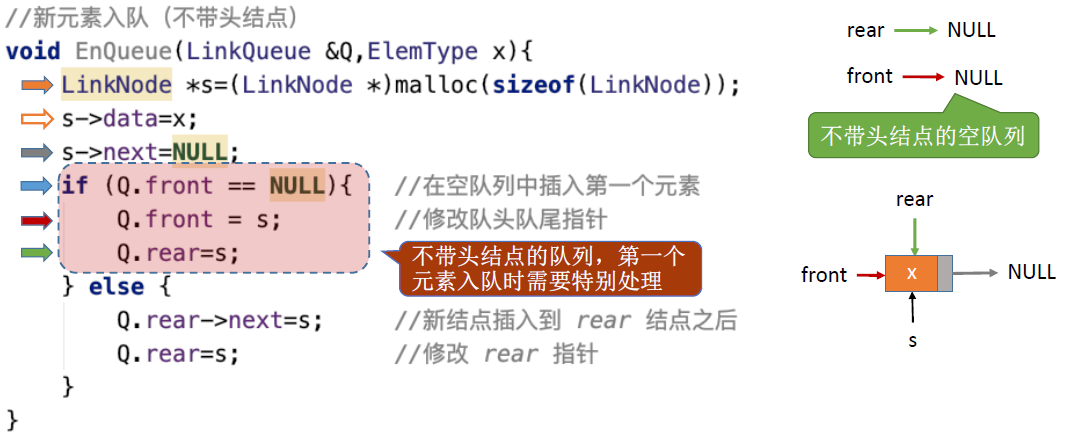 //新元素入队（不带头结点）
void EnQueue(LinkQueue &Q,ElemType x){
LinkNode *s=(LinkNode *)malloc(sizeof(LinkNode));
s->data=x;
s->next=NULL;
if (Q.front == NULL){ //在空队列中插入第一个元素
Q.front = s; //修改队头队尾指针
Q.rear=s;
不带头结点的队列，第一个
元素入队时需要特别处理
} else {
Q.rear->next=s; //新结点插入到 rear 结点之后
Q.rear=s; //修改 rear 指针
}
}
rear NULL
front NULL
不带头结点的空队列
rear
front x NULL
s